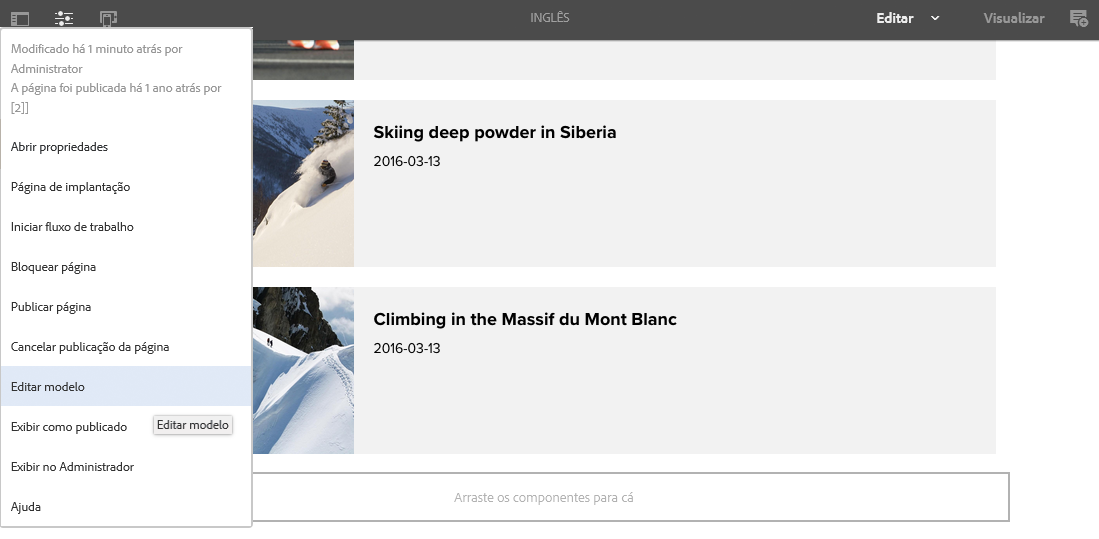 INGLÊS
Editar
Visualizar
Modificado há 1 minuto atrás por
Administrator
A página foi publicada há 1 ano atrás por
[2]]
Abrir propriedades
Página de implantação
Iniciar fluxo de trabalho
Bloquear página
Publicar página
Cancelar publicação da página
Editar modelo
Exibir como publicado
Editar modelo
Exibir no Administrador
Ajuda
Skiing deep powder in Siberia
2016-03-13
Climbing in the Massif du Mont Blanc
2016-03-13
Arraste os componentes para cá